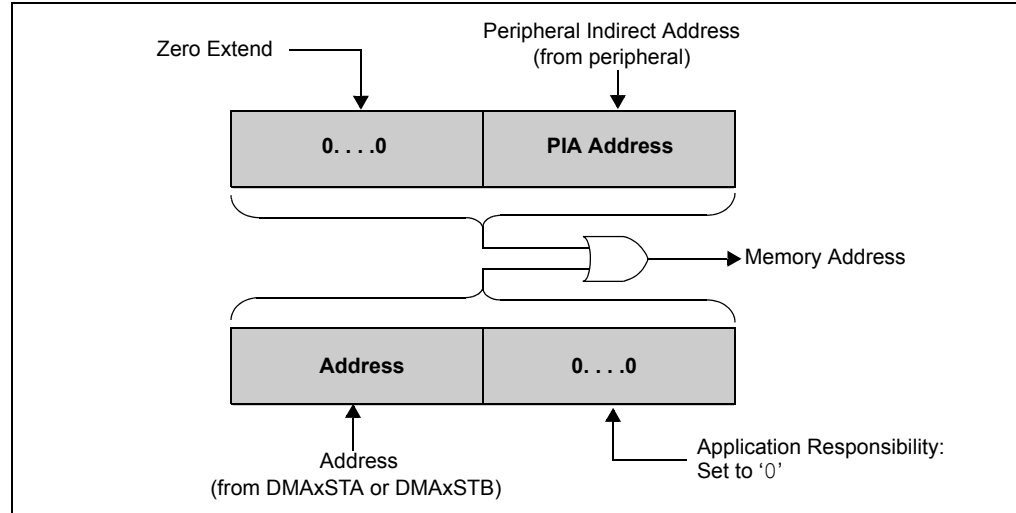 Zero Extend
Peripheral Indirect Address
(from peripheral)
0. . . .0
PIA Address
Memory Address
Address
0. . . .0
Address
(from DMAxSTA or DMAxSTB)
Application Responsibility:
Set to ‘0’